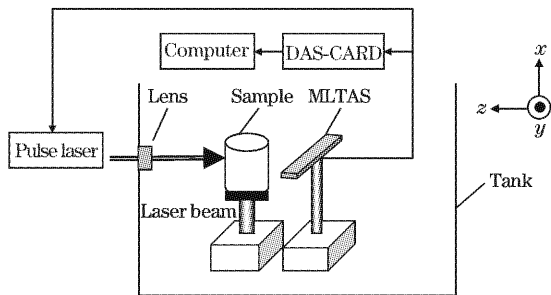 Computer
DAS-CARD
x
z
y
Lens
Sample
MLTAS
Pulse laser
Tank
Laser beam